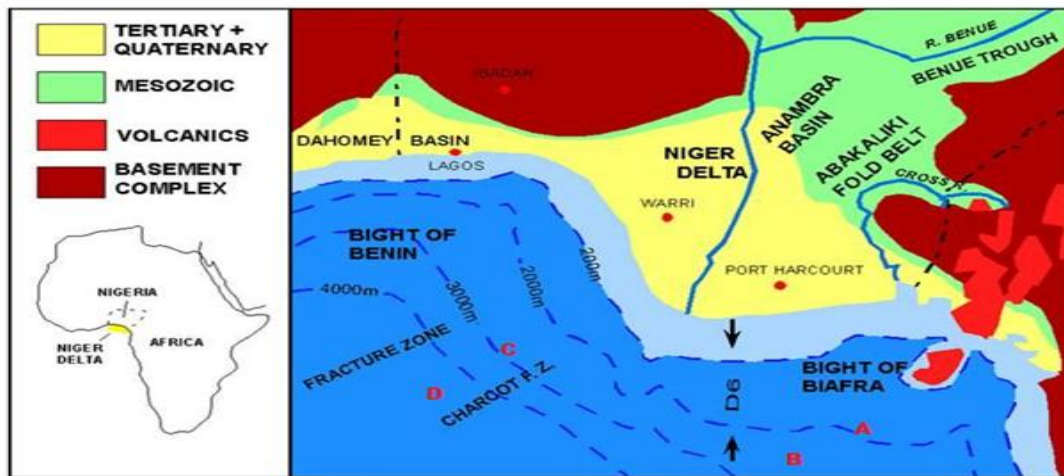 TERTIARY +
QUATERNARY
MESOZOIC
VOLCANICS
BASEMENT
COMPLEX
NIGERIA
NIGER
DELTA
AFRICA
IBADAN
R. BENUE
BENUE TROUGH
DAHOMEY
BASIN
LAGOS
ANAMBRA
BASIN
NIGER
DELTA
ABAKALIKI
FOLD BELT
CROSS R.
WARRI
PORT HARCOURT
BIGHT OF
BENIN
200m
2000m
3000m
4000m
FRACTURE ZONE
CHARCOT F. Z.
C
D
D6
BIGHT OF
BIAFRA
A
B